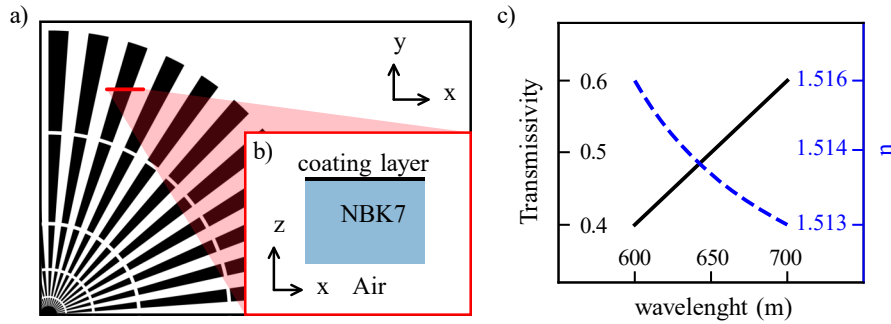 a)
y
x
b)
coating layer
NBK7
z
x
Air
c)
Transmissivity
0.6
0.5
0.4
600
650
700
wavelenght (m)
1.516
1.514
1.513
n